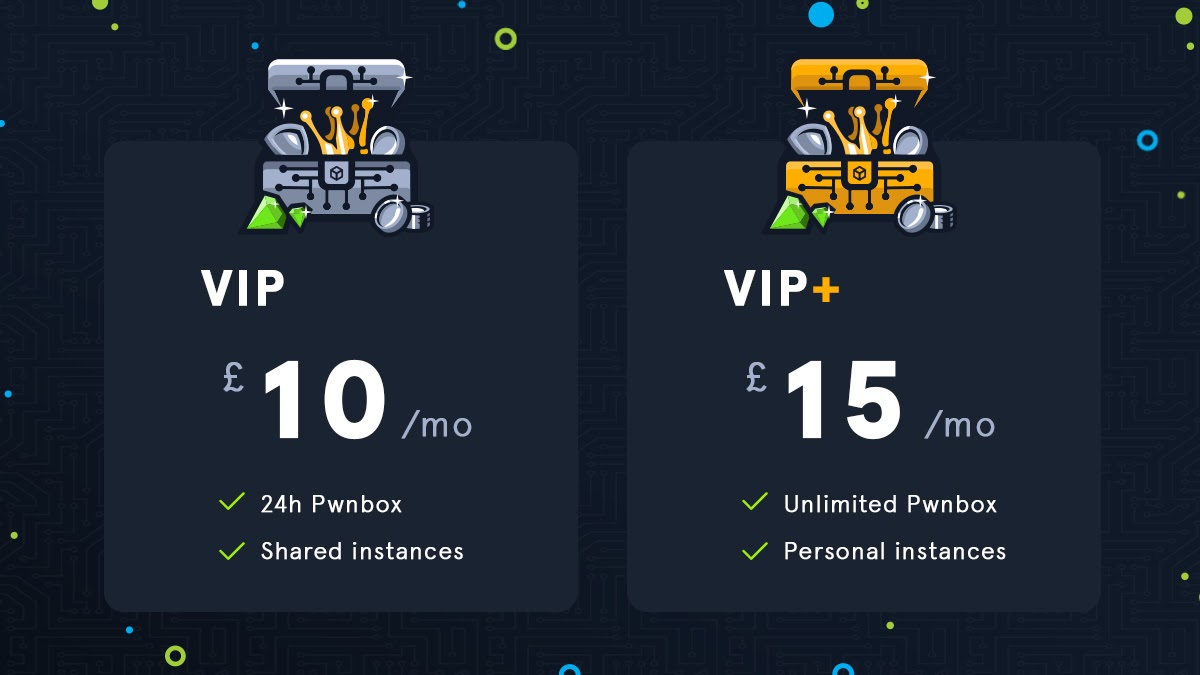 VIP
£10/mo
24h Pwnbox
Shared instances
VIP+
£15/mo
Unlimited Pwnbox
Personal instances